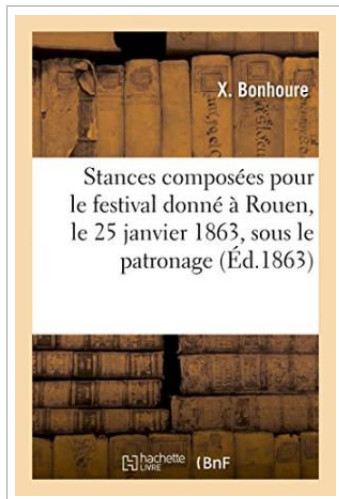 X. Bonhoure
Stances composées pour
le festival donné à Rouen,
le 25 janvier 1863, sous le
patronage (Éd.1863)
hachette
LIVRE
{BnF